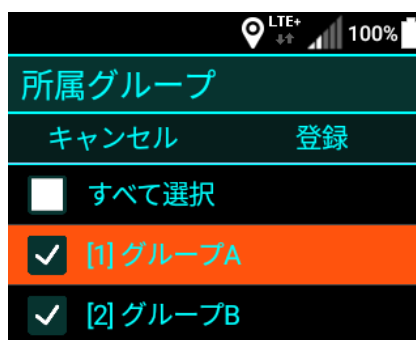 LTE+ 100%
所属グループ
キャンセル 登録
すべて選択
[1] グループA
[2] グループB